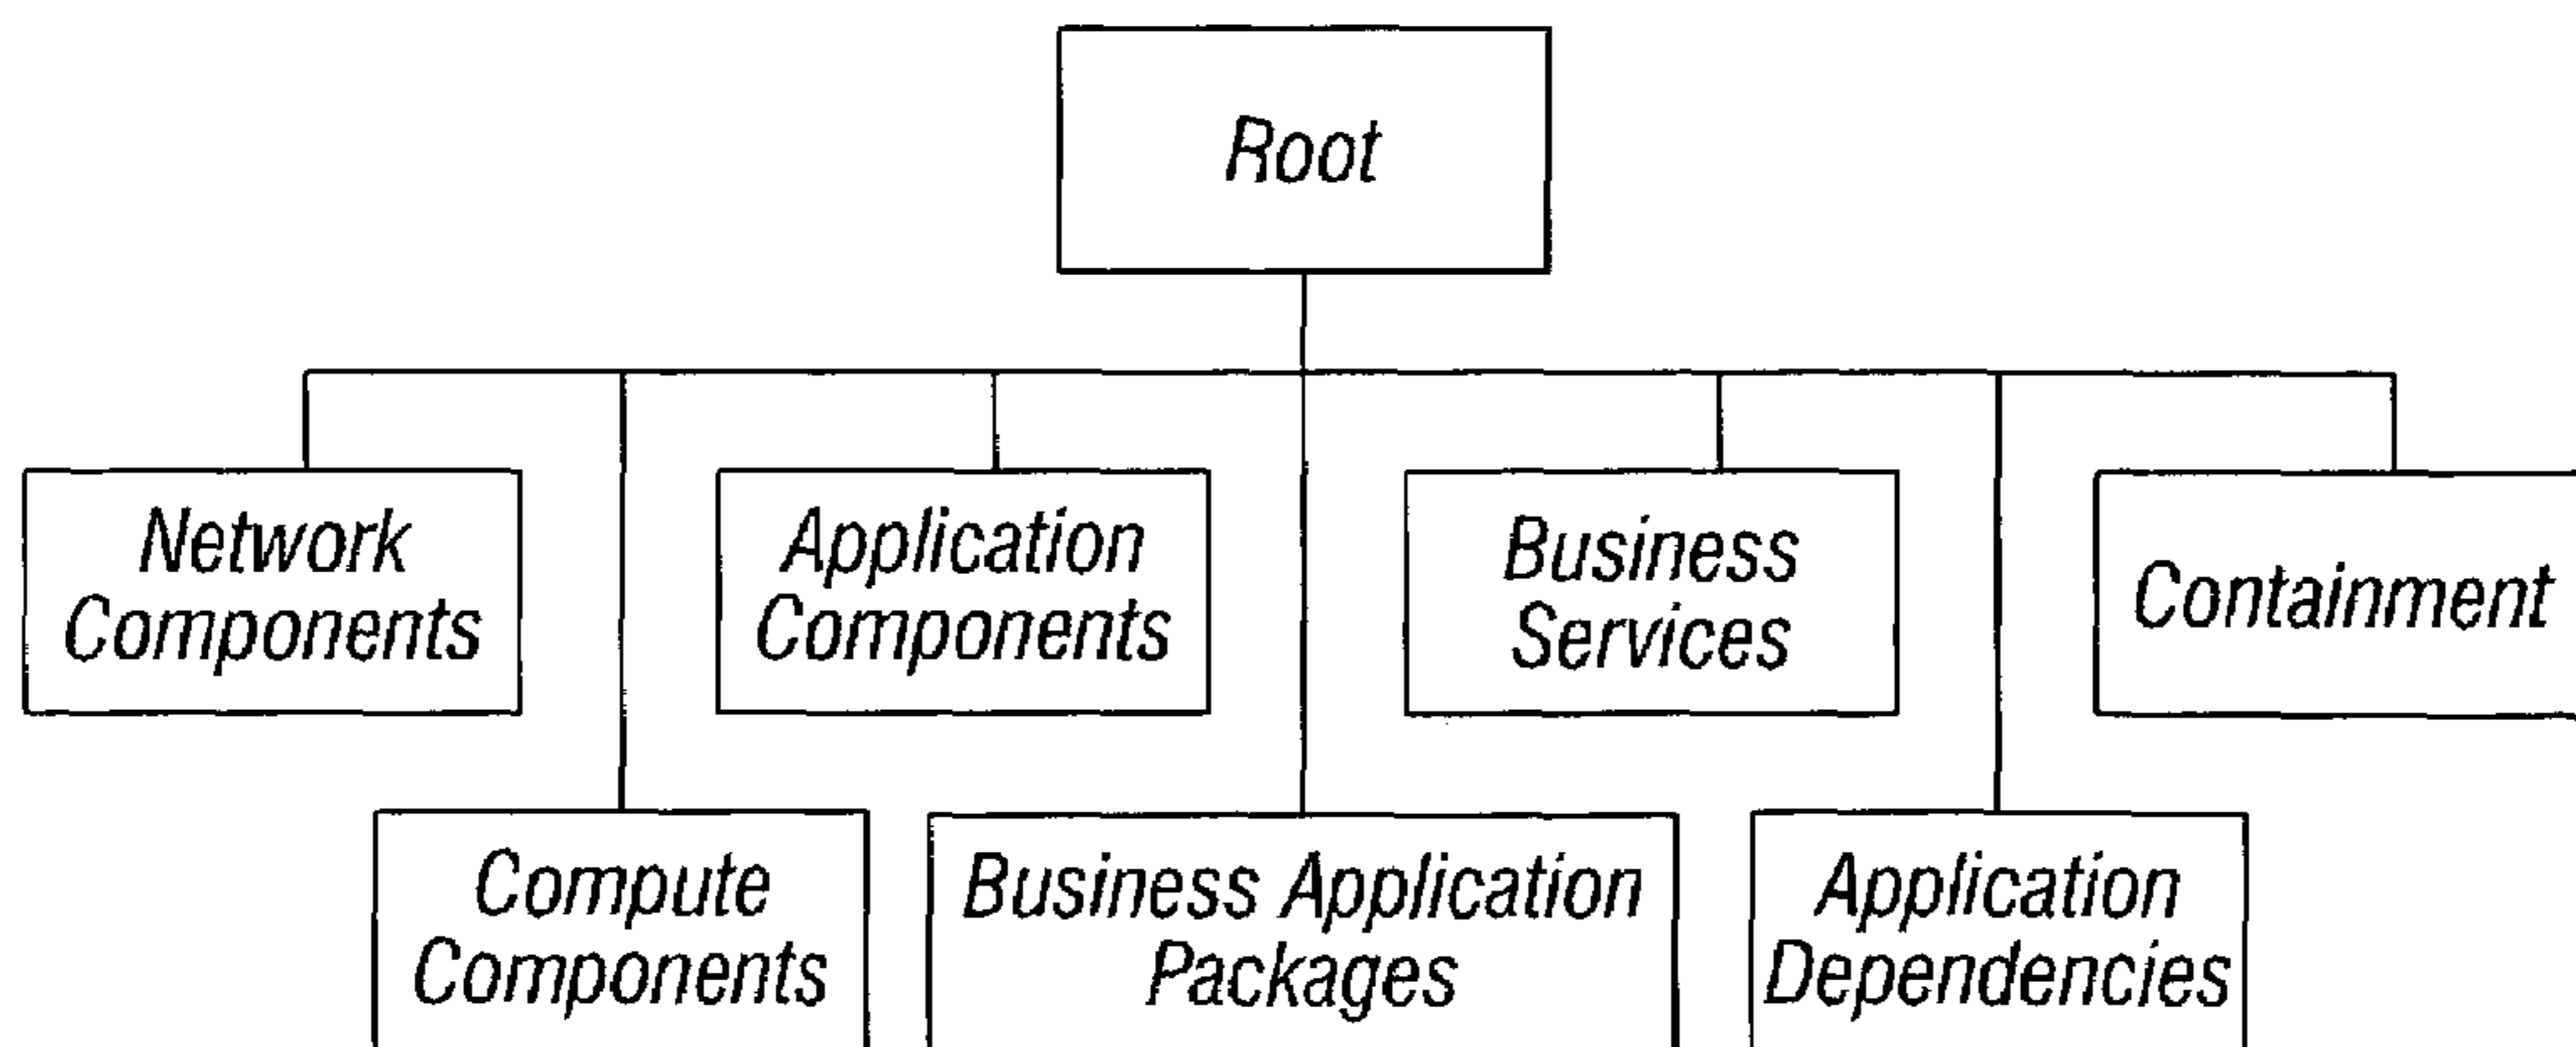 Root
Network
Components
Application
Components
Business
Services
Containment
Compute
Components
Business Application
Packages
Application
Dependencies